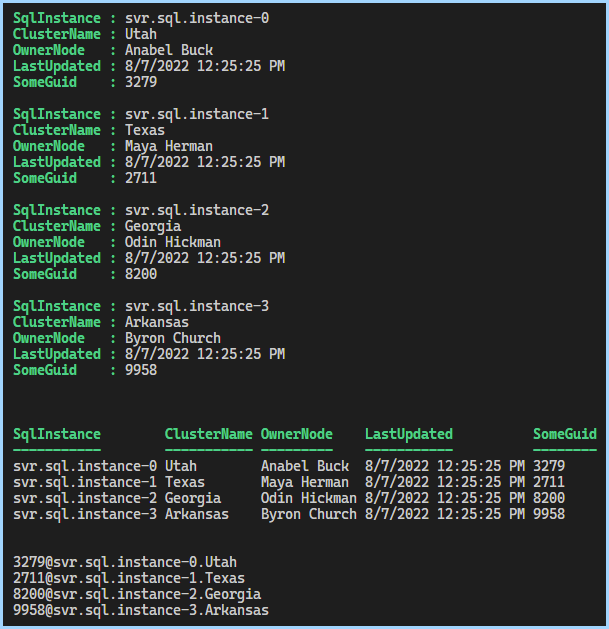 SqlInstance : svr.sql.instance-0
ClusterName : Utah
OwnerNode   : Anabel Buck
LastUpdated : 8/7/2022 12:25:25 PM
SomeGuid    : 3279

SqlInstance : svr.sql.instance-1
ClusterName : Texas
OwnerNode   : Maya Herman
LastUpdated : 8/7/2022 12:25:25 PM
SomeGuid    : 2711

SqlInstance : svr.sql.instance-2
ClusterName : Georgia
OwnerNode   : Odin Hickman
LastUpdated : 8/7/2022 12:25:25 PM
SomeGuid    : 8200

SqlInstance : svr.sql.instance-3
ClusterName : Arkansas
OwnerNode   : Byron Church
LastUpdated : 8/7/2022 12:25:25 PM
SomeGuid    : 9958

SqlInstance        ClusterName OwnerNode    LastUpdated          SomeGuid
-----------        ----------- ---------    -----------          --------
svr.sql.instance-0 Utah        Anabel Buck  8/7/2022 12:25:25 PM 3279
svr.sql.instance-1 Texas       Maya Herman  8/7/2022 12:25:25 PM 2711
svr.sql.instance-2 Georgia     Odin Hickman 8/7/2022 12:25:25 PM 8200
svr.sql.instance-3 Arkansas    Byron Church 8/7/2022 12:25:25 PM 9958

3279@svr.sql.instance-0.Utah
2711@svr.sql.instance-1.Texas
8200@svr.sql.instance-2.Georgia
9958@svr.sql.instance-3.Arkansas